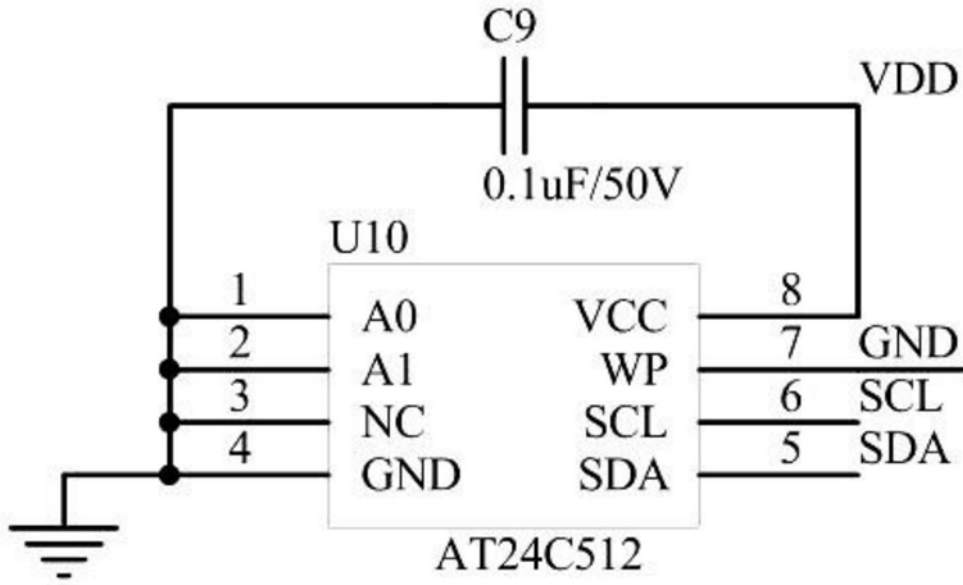 C9
VDD
0.1uF/50V
U10
1 A0 VCC 8
2 A1 WP 7 GND
3 NC SCL 6 SCL
4 GND SDA 5 SDA
AT24C512